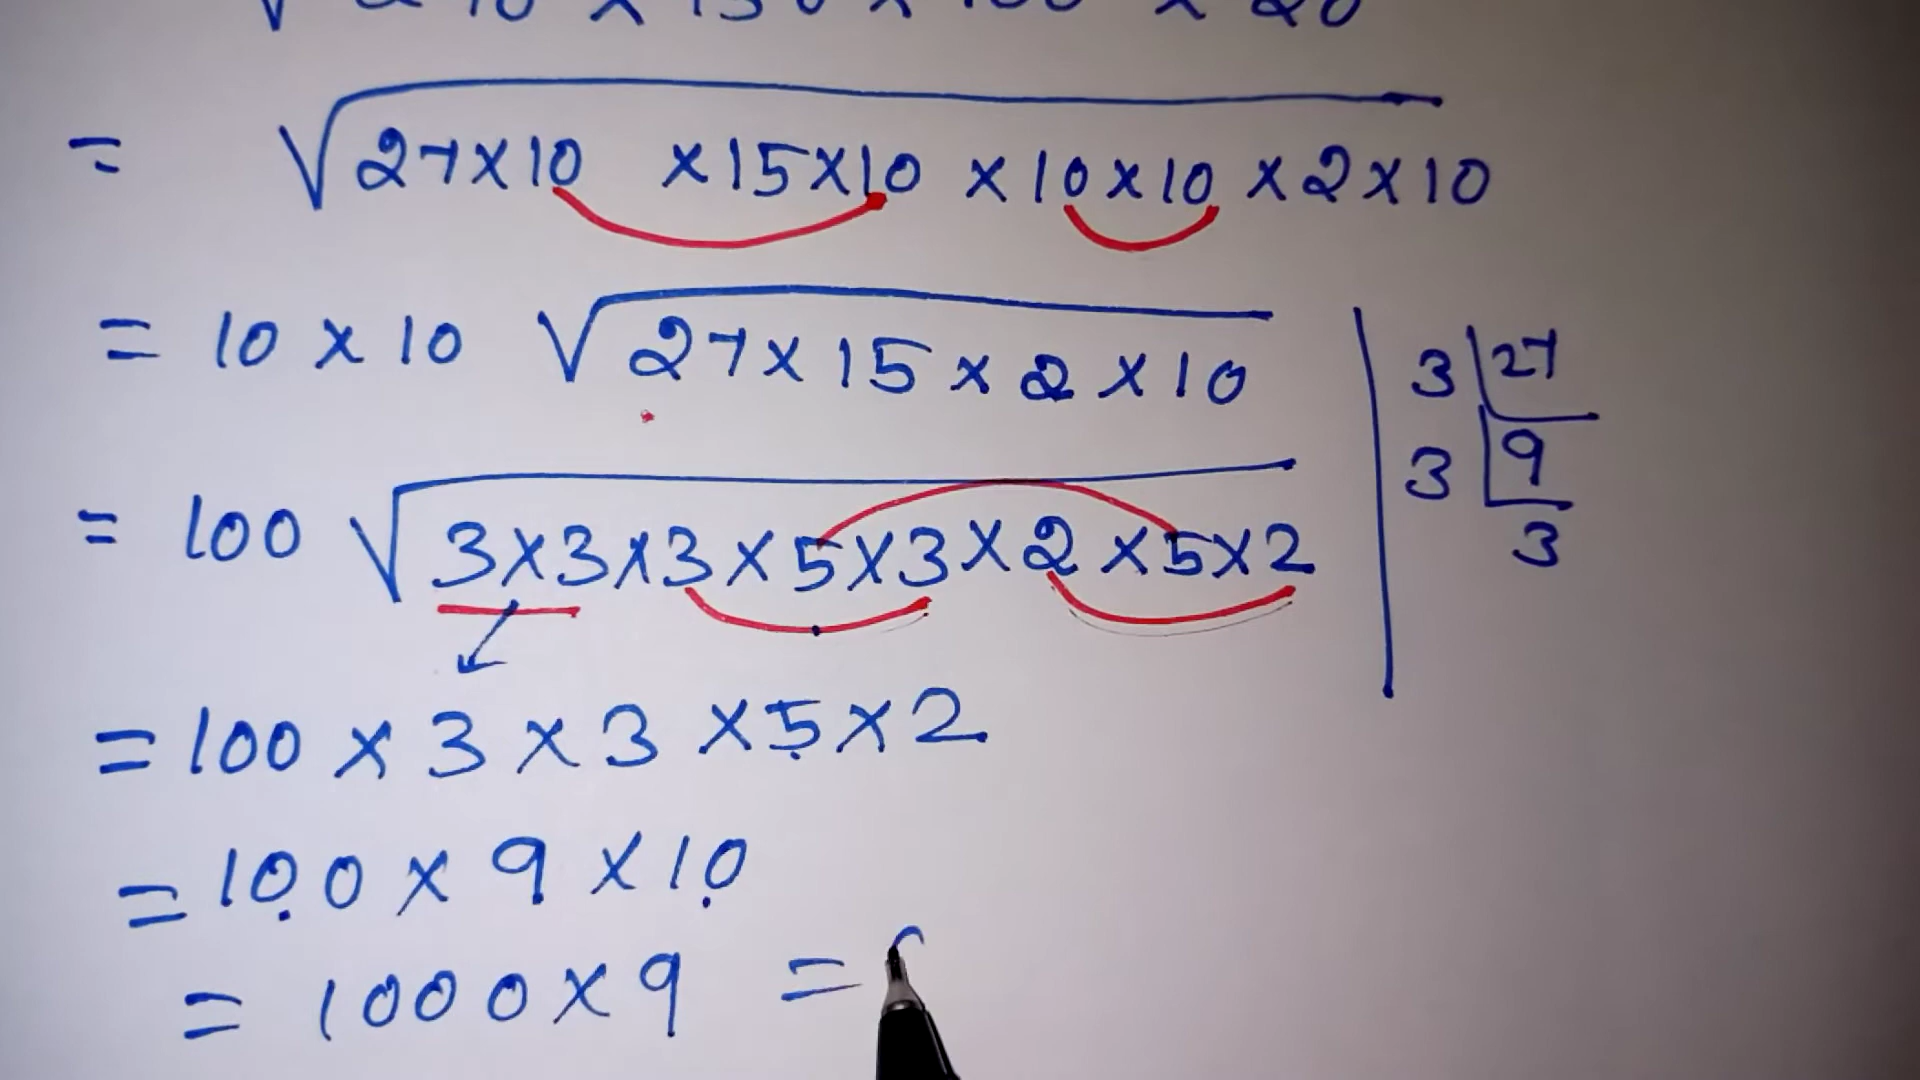 = √27×10 ×15×10 ×10×10 ×2×10
= 10 × 10 √27×15×2×10
= 100 √3×3×3×5×3×2×5×2
= 100 × 3 × 3 ×5×2
= 100 × 9 ×10
= 1000×9 =
3 27
3 9
3